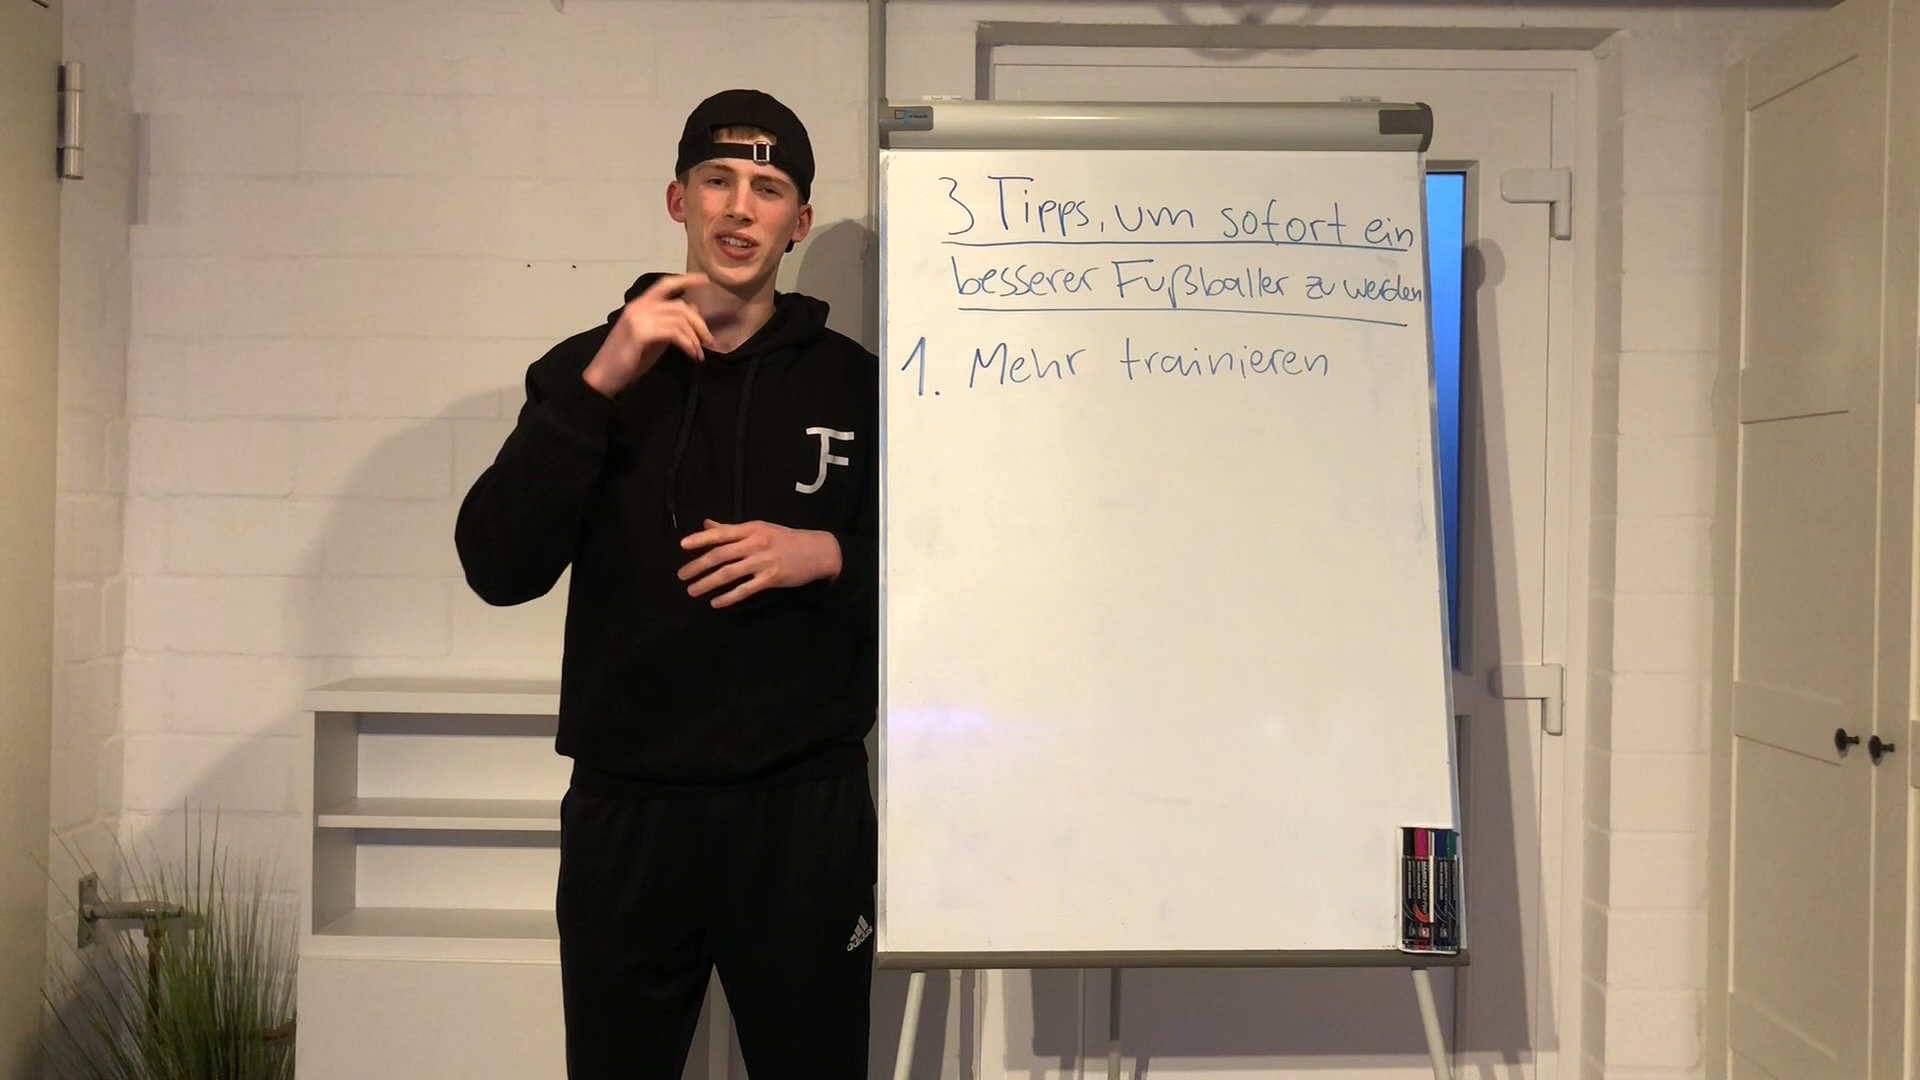 3 Tipps, um sofort ein
besserer Fußballer zu werden
1. Mehr trainieren
JF
adidas